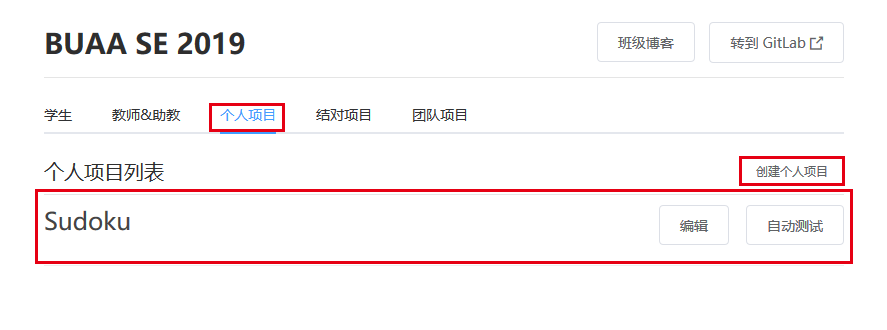 BUAA SE 2019 班级博客 转到 GitLab
学生 教师&助教 个人项目 结对项目 团队项目
个人项目列表 创建个人项目
Sudoku 编辑 自动测试